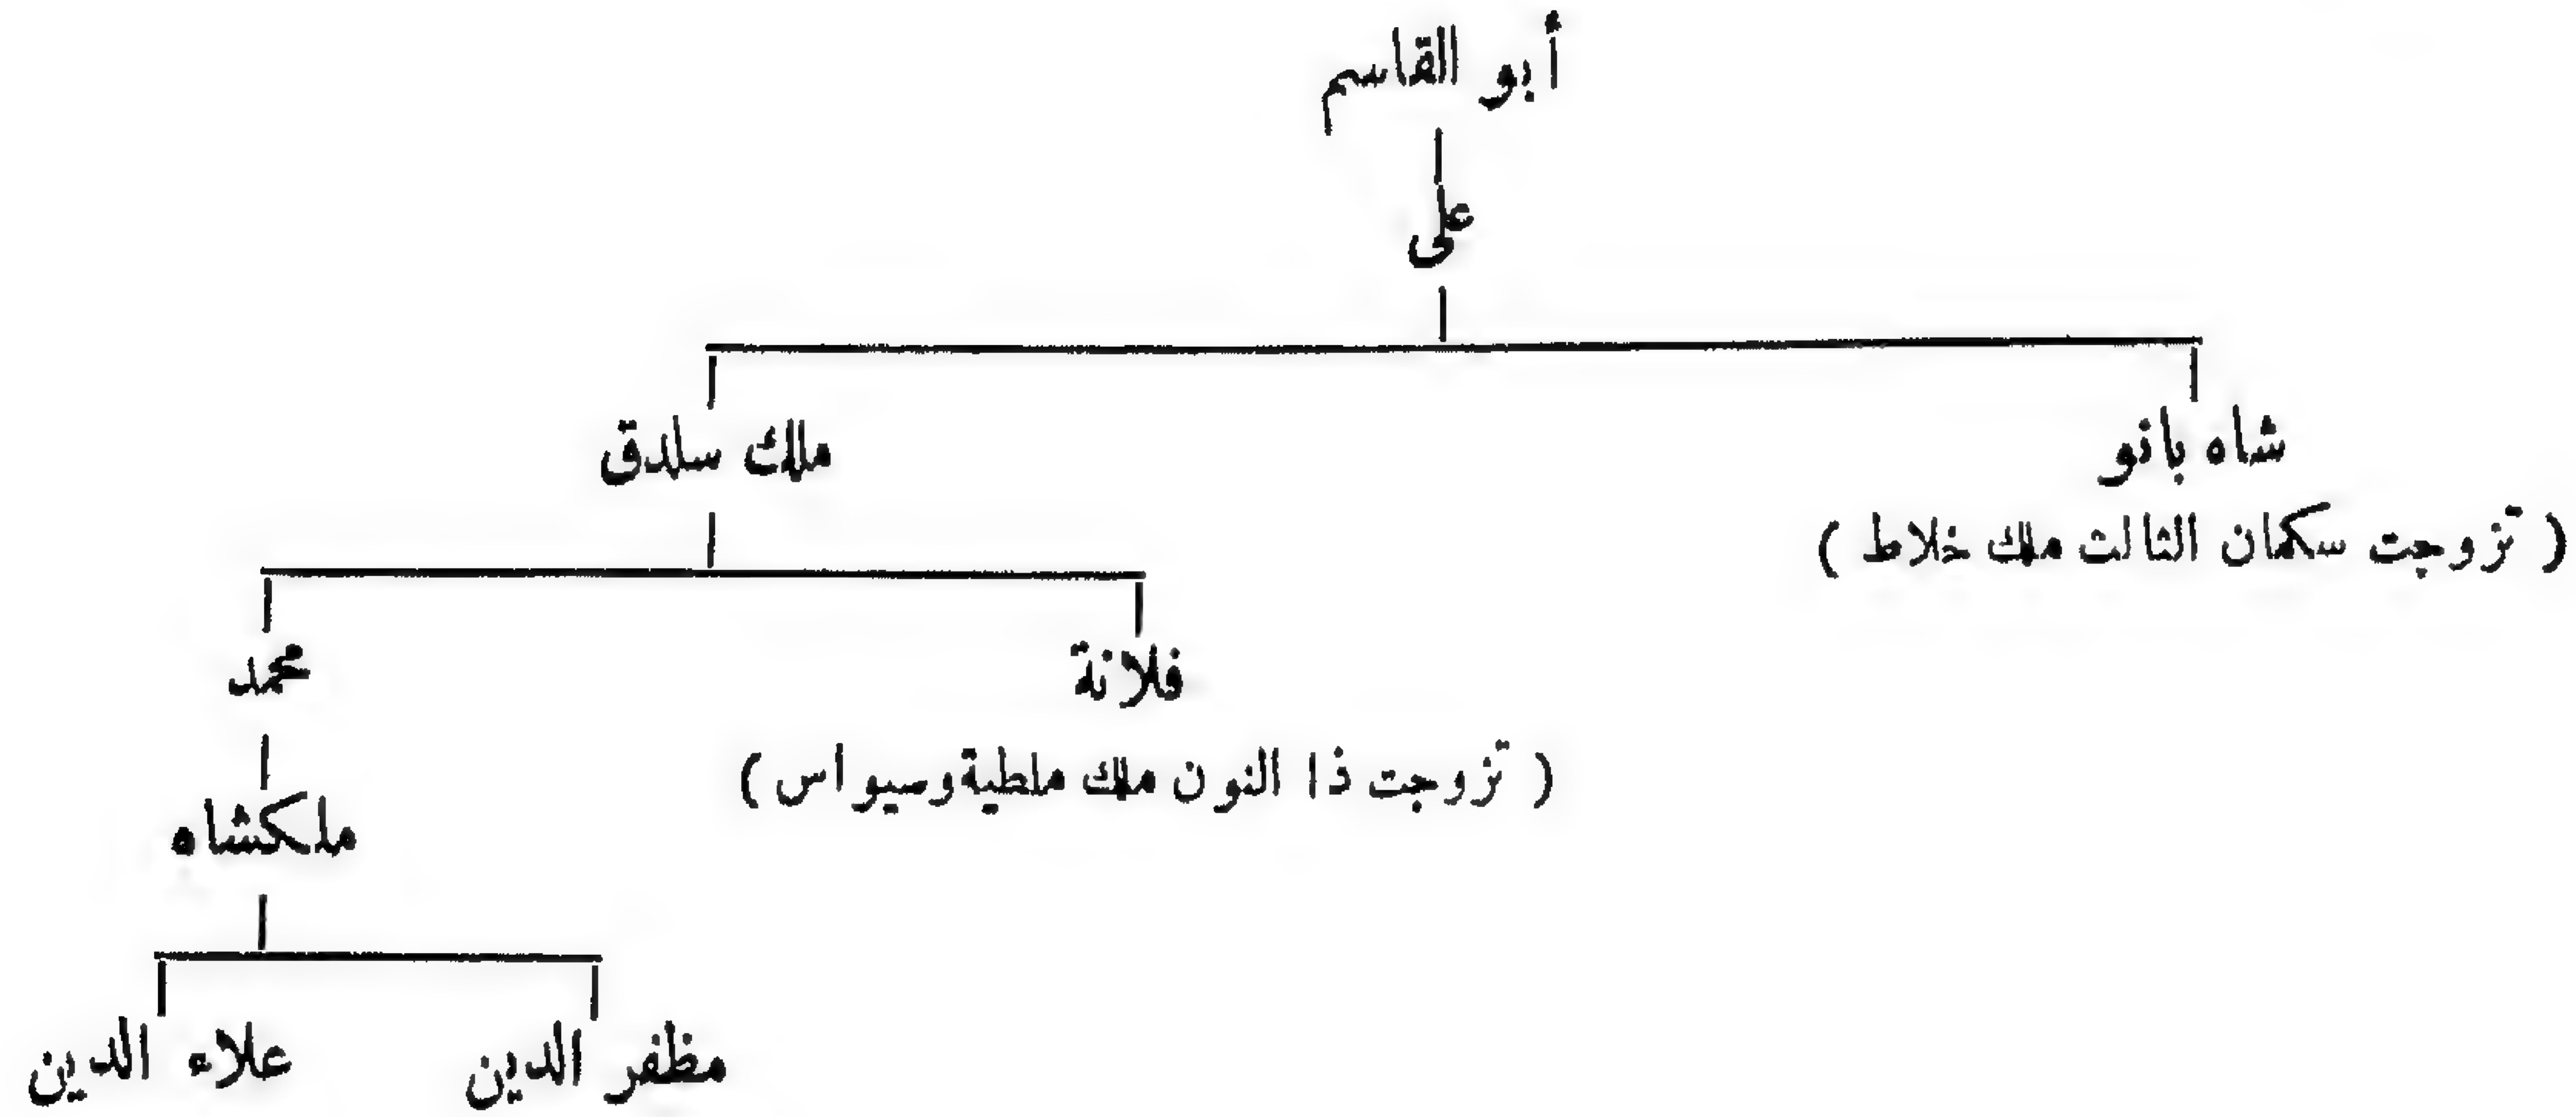 أبو القاسم
على
شاه بانو
ملك سلدق
( تزوجت سكمان الثالث ملك خلاط )
فلانة
محمد
( تزوجت ذا النون ملك ملطية وسيواس )
ملكشاه
مظفر الدين
علاء الدين